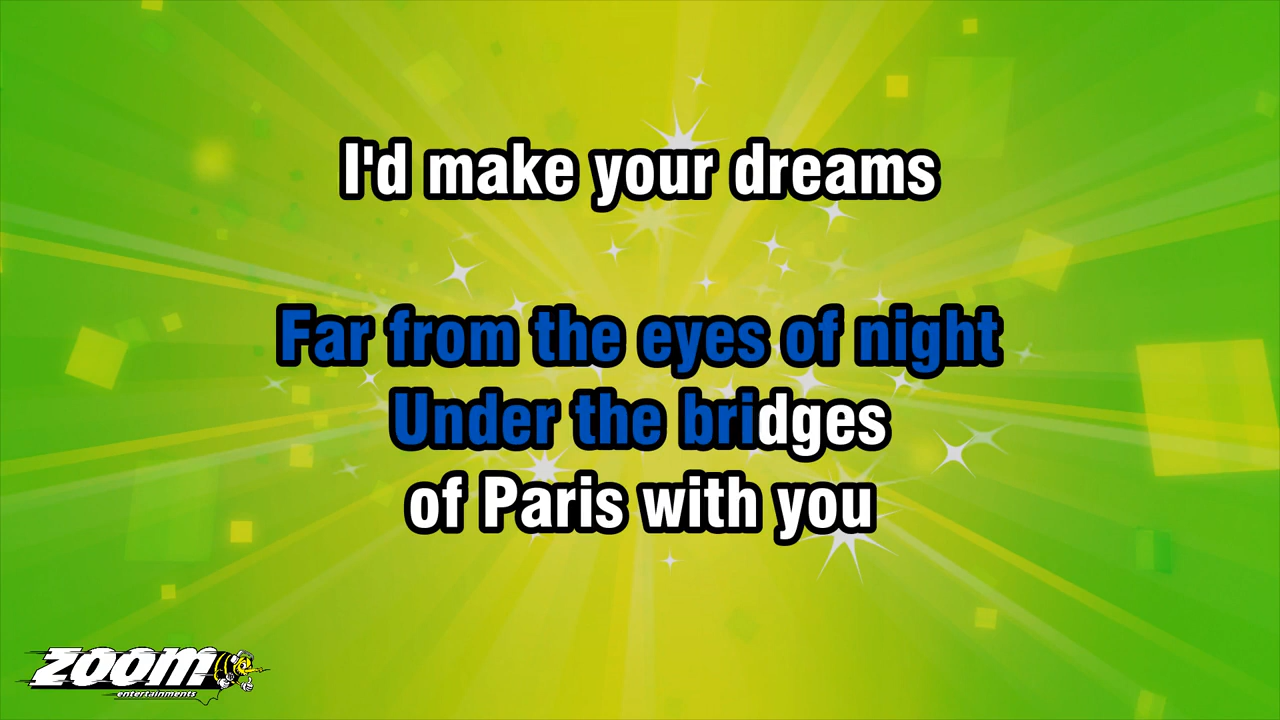 I'd make your dreams
Far from the eyes of night
Under the bridges
of Paris with you
zoom
entertainments